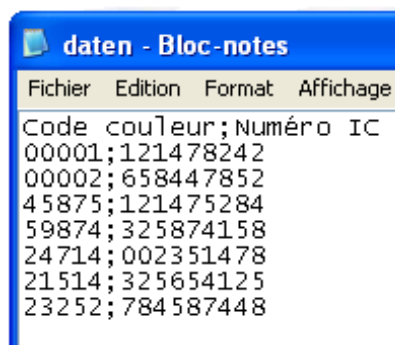 daten - Bloc-notes
Fichier Edition Format Affichage
Code couleur;Numéro IC
00001;121478242
00002;658447852
45875;121475284
59874;325874158
24714;002351478
21514;325654125
23252;784587448